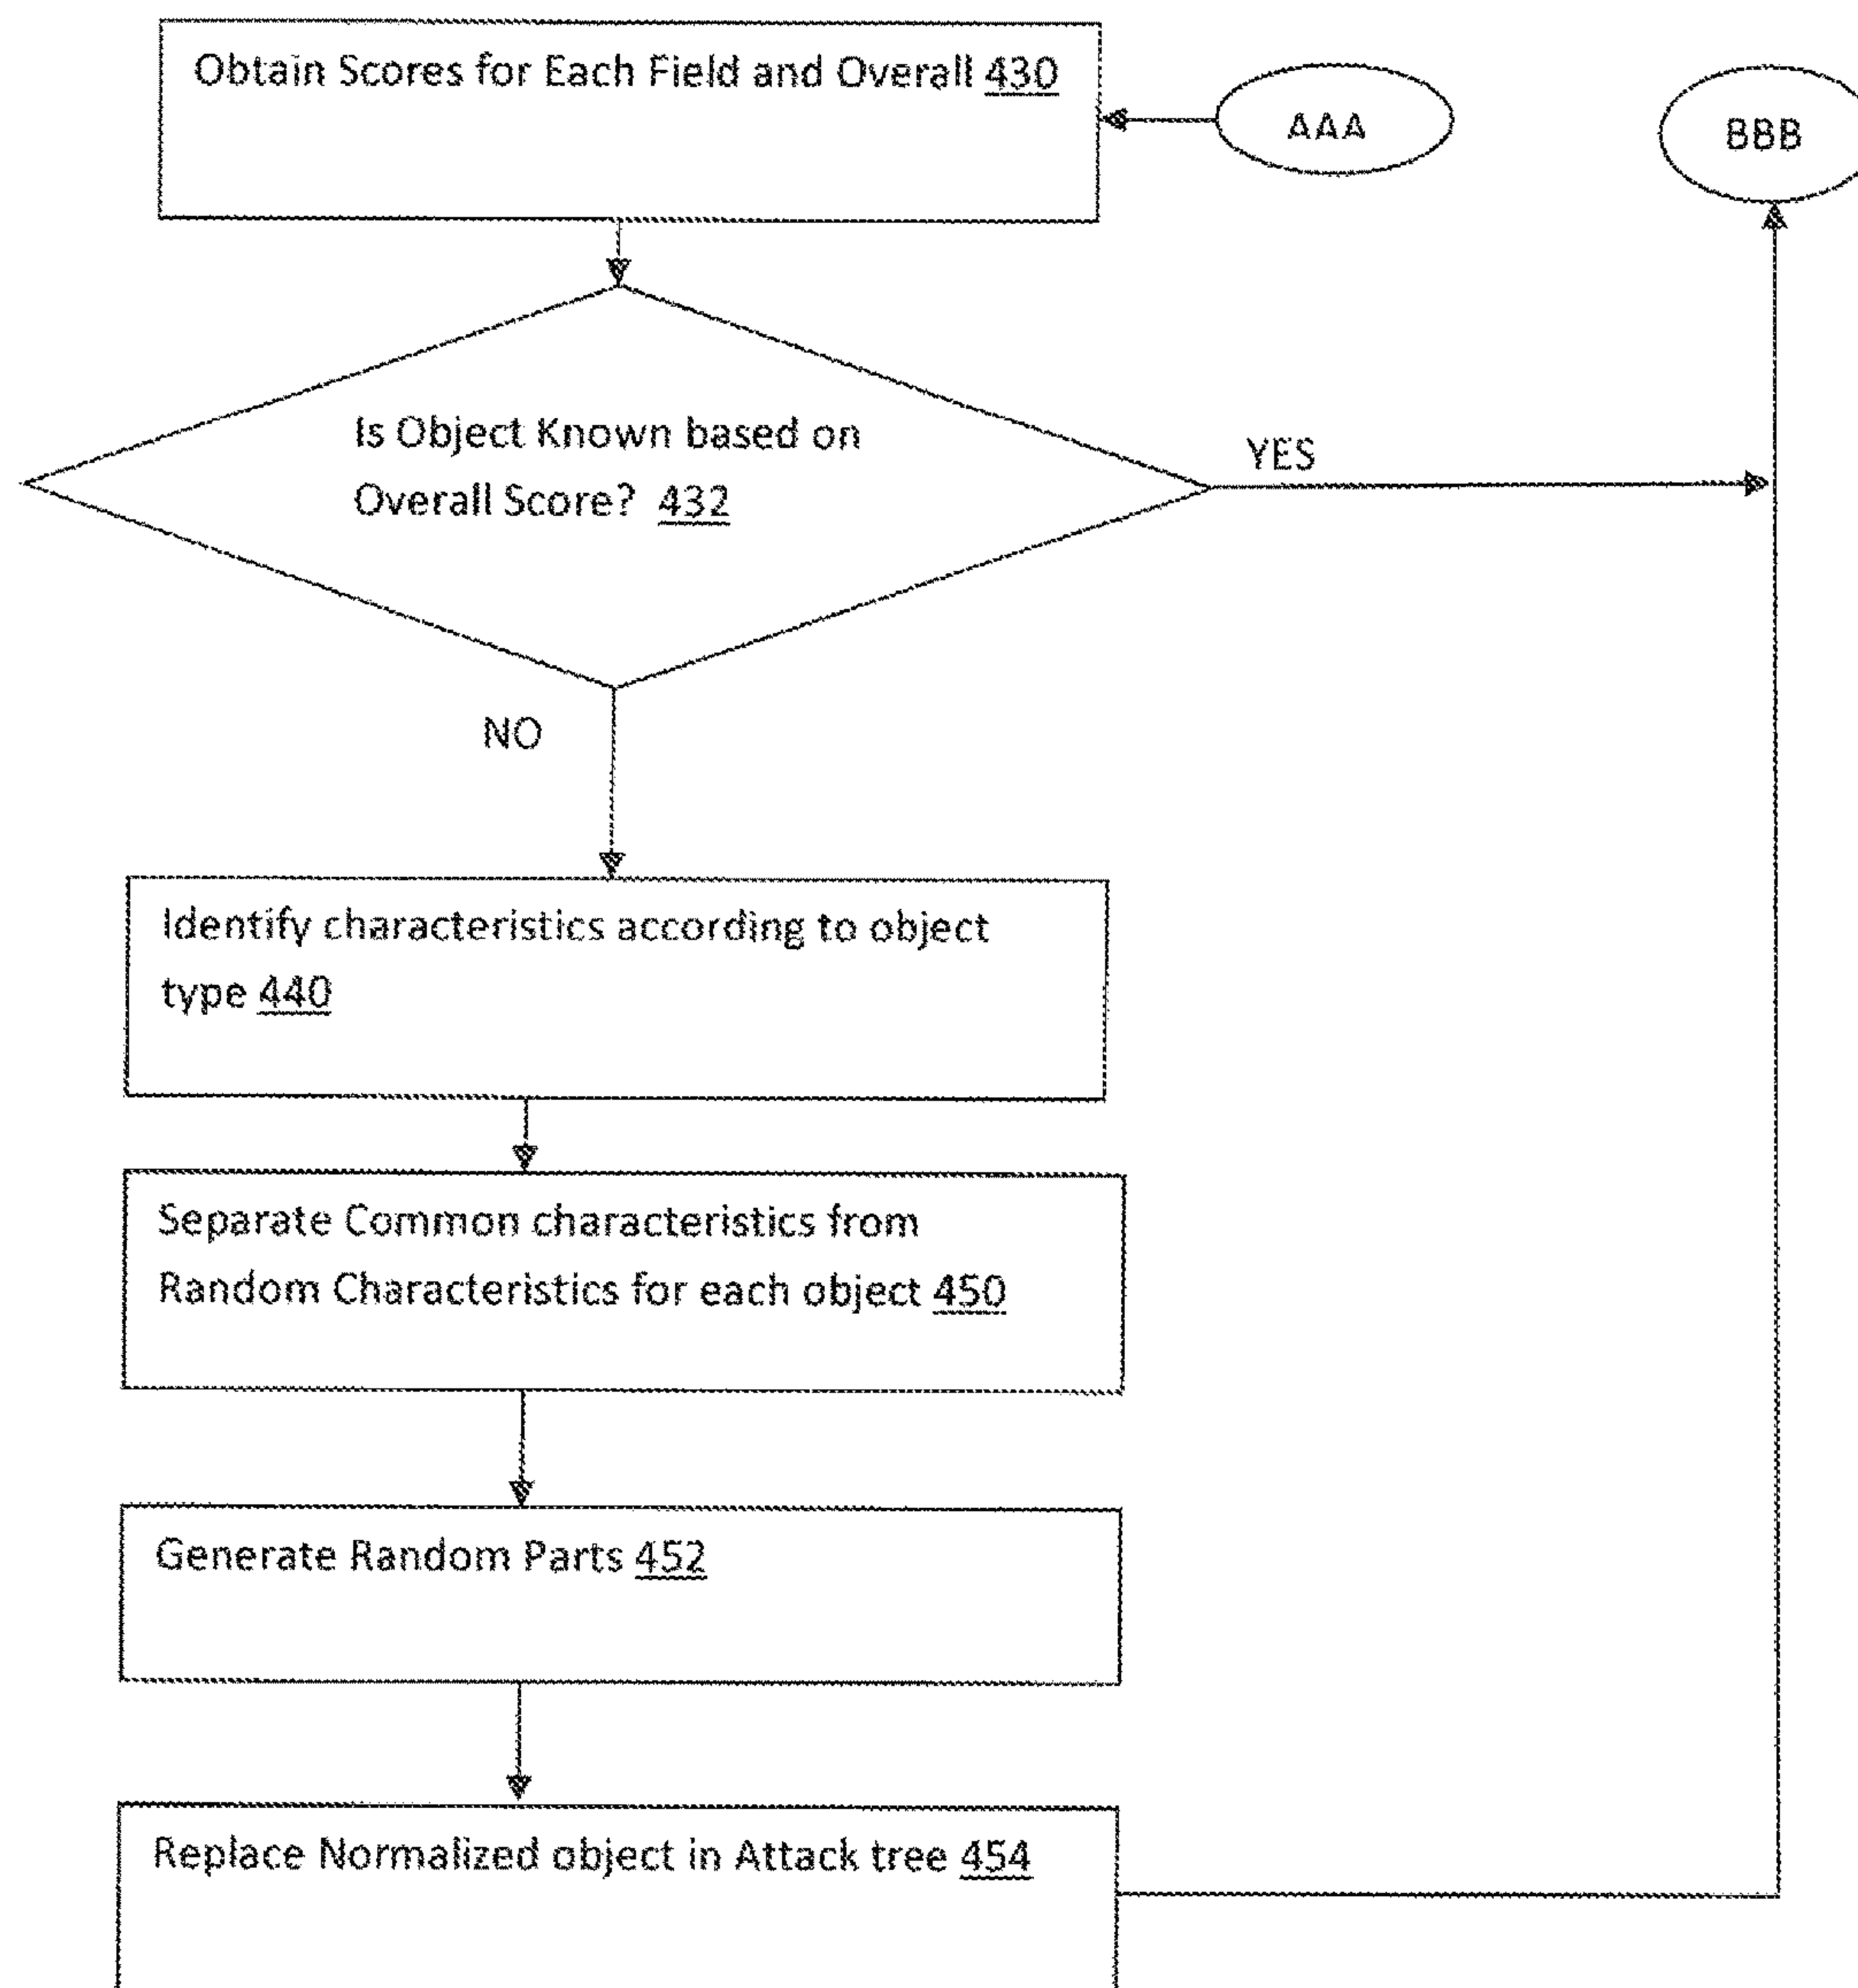 Obtain Scores for Each Field and Overall 430
AAA
BBB
Is Object Known based on
Overall Score? 432
YES
NO
Identify characteristics according to object
type 440
Separate Common characteristics from
Random Characteristics for each object 450
Generate Random Parts 452
Replace Normalized object in Attack tree 454